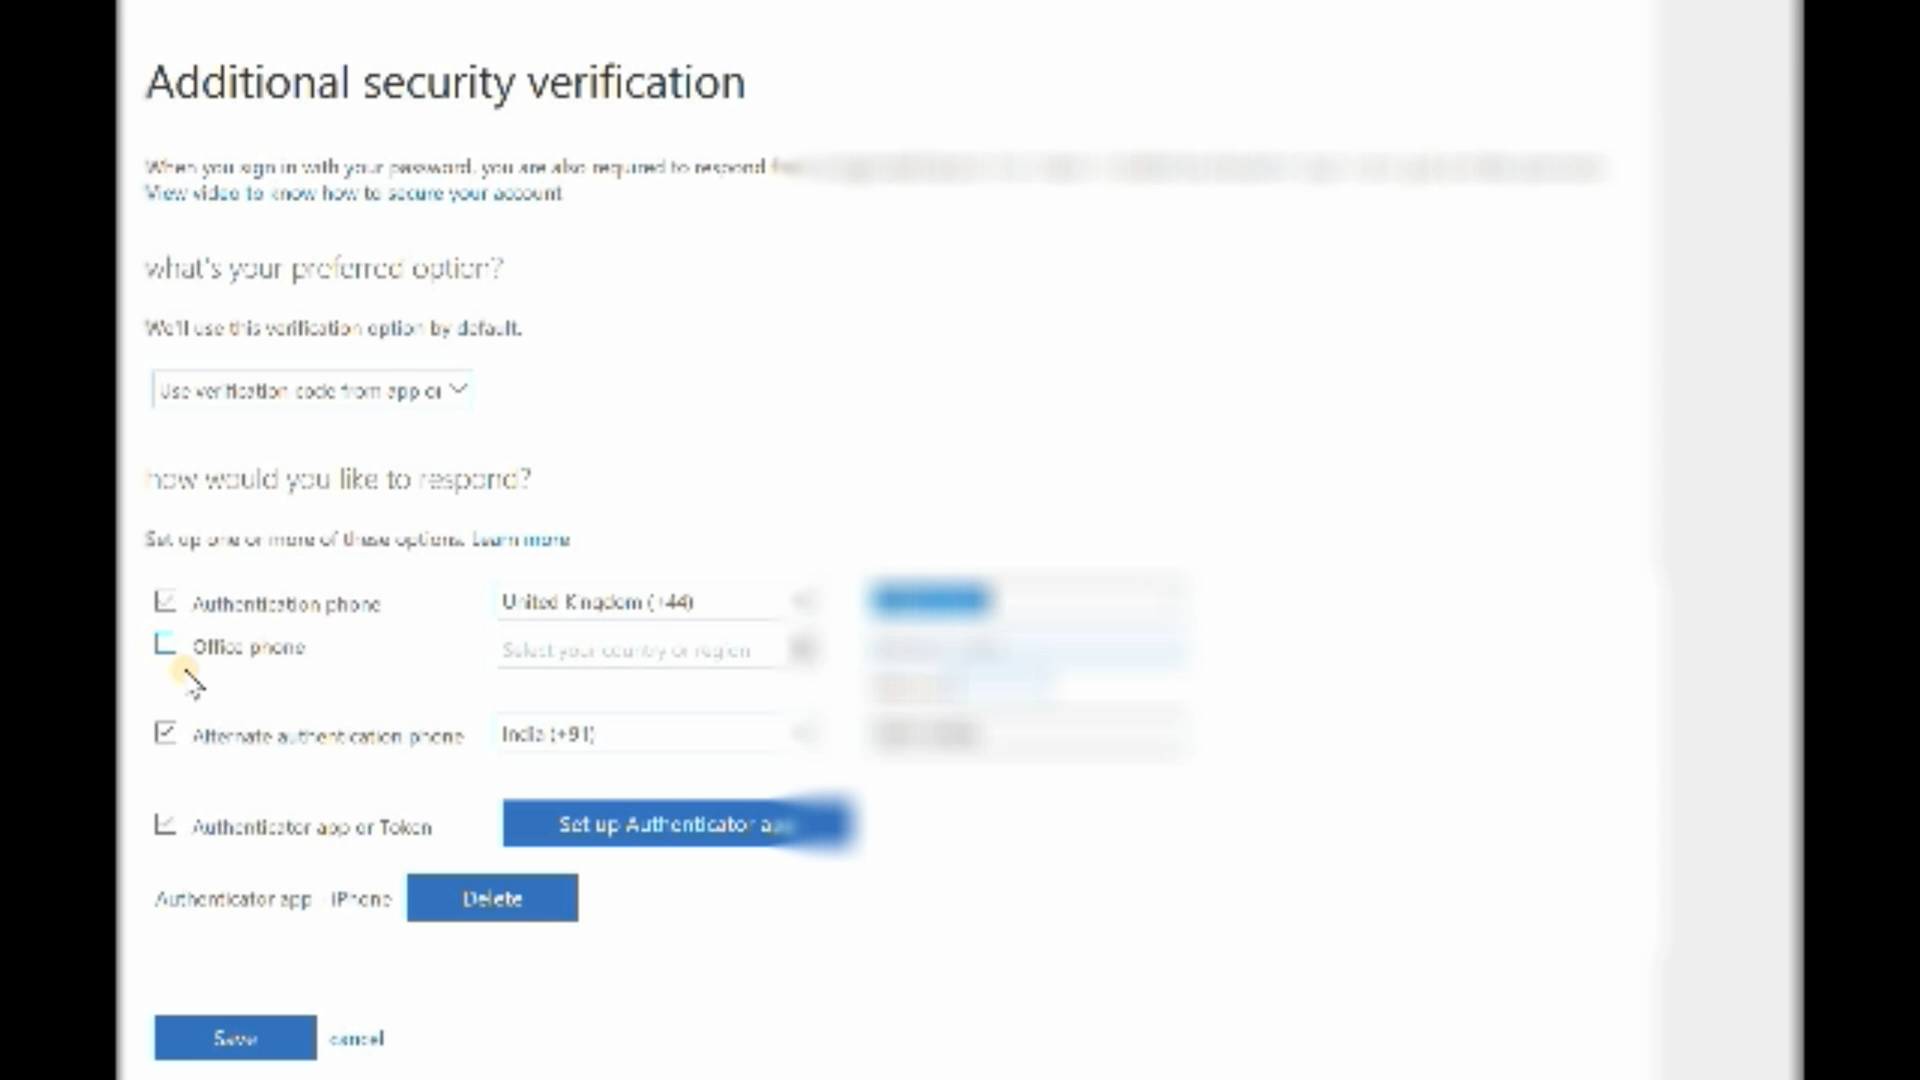 Additional security verification
When you sign in with your password, you are also required to respond
View video to know how to secure your account
what's your preferred option?
We'll use this verification option by default.
Use verification code from app or
how would you like to respond?
Set up one or more of these options. Learn more
Authentication phone United Kingdom (+44)
Office phone Select your country or region
Alternate authentication phone India (+91)
Authenticator app or Token Set up Authenticator app
Authenticator app - iPhone Delete
Save cancel